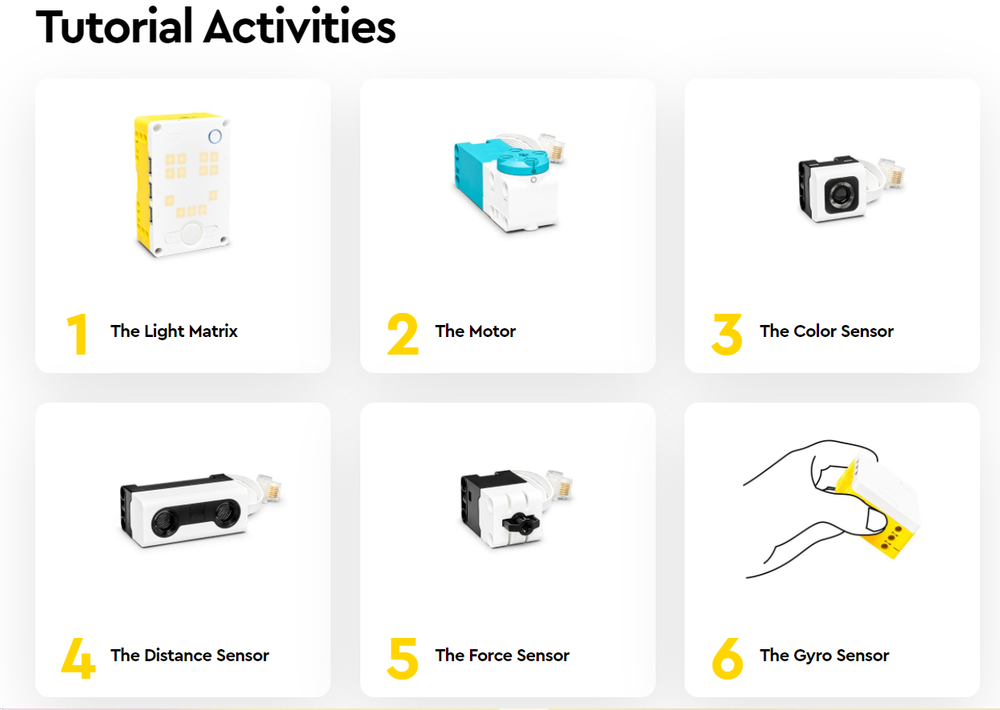 Tutorial Activities
1 The Light Matrix
2 The Motor
3 The Color Sensor
4 The Distance Sensor
5 The Force Sensor
6 The Gyro Sensor